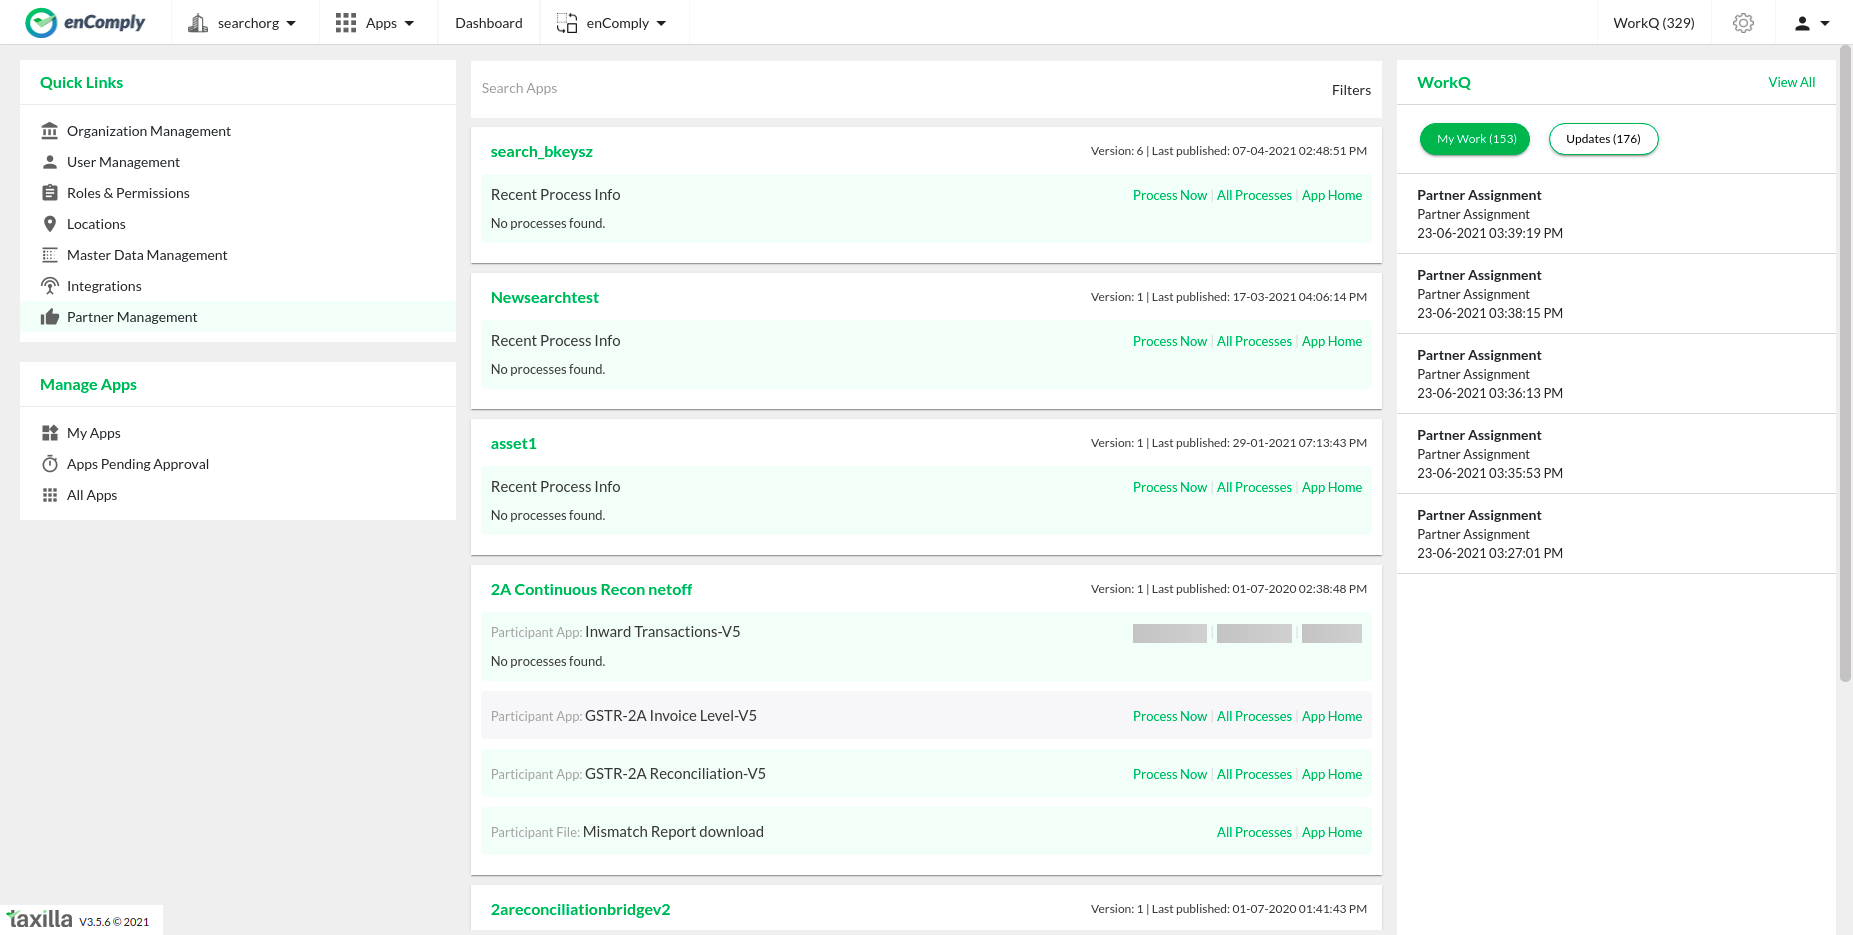 enComply
searchorg
Apps
Dashboard
enComply
WorkQ (329)
Quick Links
Organization Management
User Management
Roles & Permissions
Locations
Master Data Management
Integrations
Partner Management
Manage Apps
My Apps
Apps Pending Approval
All Apps
Search Apps
Filters
search_bkeysz
Version: 6 | Last published: 07-04-2021 02:48:51 PM
Recent Process Info
Process Now | All Processes | App Home
No processes found.
Newsearchtest
Version: 1 | Last published: 17-03-2021 04:06:14 PM
Recent Process Info
Process Now | All Processes | App Home
No processes found.
asset1
Version: 1 | Last published: 29-01-2021 07:13:43 PM
Recent Process Info
Process Now | All Processes | App Home
No processes found.
2A Continuous Recon netoff
Version: 1 | Last published: 01-07-2020 02:38:48 PM
Participant App: Inward Transactions-V5
No processes found.
Participant App: GSTR-2A Invoice Level-V5
Process Now | All Processes | App Home
Participant App: GSTR-2A Reconciliation-V5
Process Now | All Processes | App Home
Participant File: Mismatch Report download
All Processes | App Home
2areconciliationbridgev2
Version: 1 | Last published: 01-07-2020 01:41:43 PM
WorkQ
View All
My Work (153)
Updates (176)
Partner Assignment
Partner Assignment
23-06-2021 03:39:19 PM
Partner Assignment
Partner Assignment
23-06-2021 03:38:15 PM
Partner Assignment
Partner Assignment
23-06-2021 03:36:13 PM
Partner Assignment
Partner Assignment
23-06-2021 03:35:53 PM
Partner Assignment
Partner Assignment
23-06-2021 03:27:01 PM
taxilla V3.5.6 © 2021